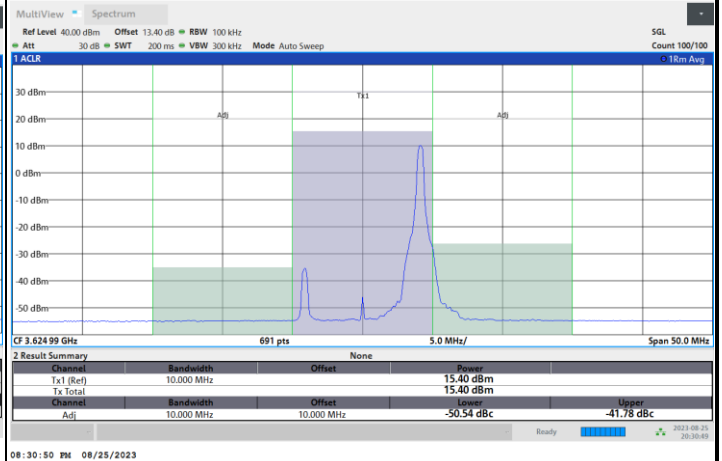 MultiView Spectrum
Ref Level 40.00 dBm Offset 13.40 dB RBW 100 kHz SGL
Att 30 dB SWT 200 ms VBW 300 kHz Mode Auto Sweep Count 100/100
1 ACLR 1Rm Avg
30 dBm
Tx1
20 dBm
Adj Adj
10 dBm
0 dBm
-10 dBm
-20 dBm
-30 dBm
-40 dBm
-50 dBm
CF 3.624 99 GHz 691 pts 5.0 MHz/ Span 50.0 MHz
2 Result Summary None
Channel Bandwidth Offset Power
Tx1 (Ref) 10.000 MHz 15.40 dBm
Tx Total 15.40 dBm
Channel Bandwidth Offset Lower Upper
Adj 10.000 MHz 10.000 MHz -50.54 dBc -41.78 dBc
Ready 2023-08-25
20:30:49
08:30:50 PM 08/25/2023